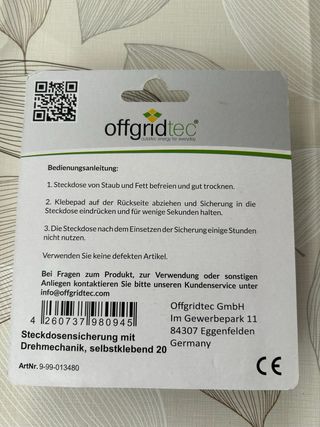 offgridtec®
outdoor energy for everyday
Bedienungsanleitung:
1. Steckdose von Staub und Fett befreien und gut trocknen.
2. Klebepad auf der Rückseite abziehen und Sicherung in die
Steckdose eindrücken und für wenige Sekunden halten.
3. Die Steckdose nach dem Einsetzen der Sicherung einige Stunden
nicht nutzen.
Verwenden Sie keine defekten Artikel.
Bei Fragen zum Produkt, zur Verwendung oder sonstigen
Anliegen kontaktieren Sie bitte unseren Kundenservice unter
info@offgridtec.com
4 260737 980945
Offgridtec GmbH
Im Gewerbepark 11
84307 Eggenfelden
Germany
Steckdosensicherung mit
Drehmechanik, selbstklebend 20
ArtNr. 9-99-013480
CE